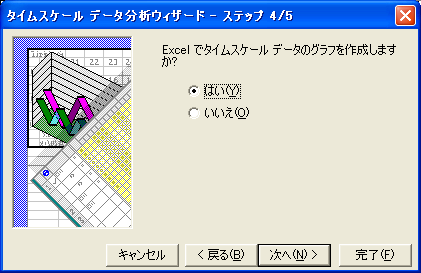 タイムスケール データ分析ウィザード - ステップ 4/5
Excel でタイムスケール データのグラフを作成しますか?
はい(Y)
いいえ(O)
キャンセル
< 戻る(B)
次へ(N) >
完了(F)